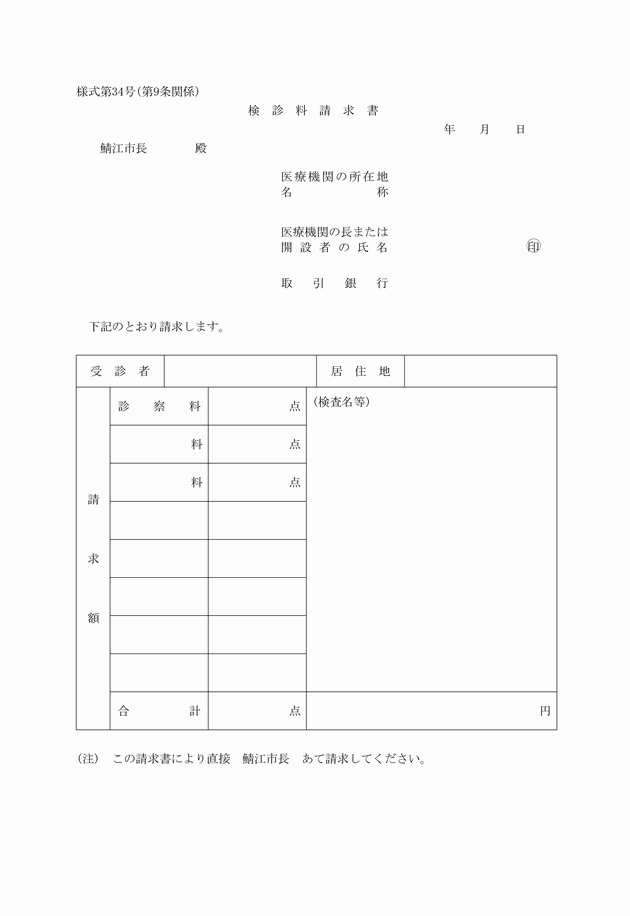 様式第34号(第9条関係)
検診料請求書
年　月　日
鯖江市長　殿
医療機関の所在地
名称
医療機関の長または
開設者の氏名　㊞
取引銀行
下記のとおり請求します。
受診者　居住地
診察料　点　(検査名等)
料　点
料　点
請求額
合計　点　円
(注)　この請求書により直接　鯖江市長　あて請求してください。